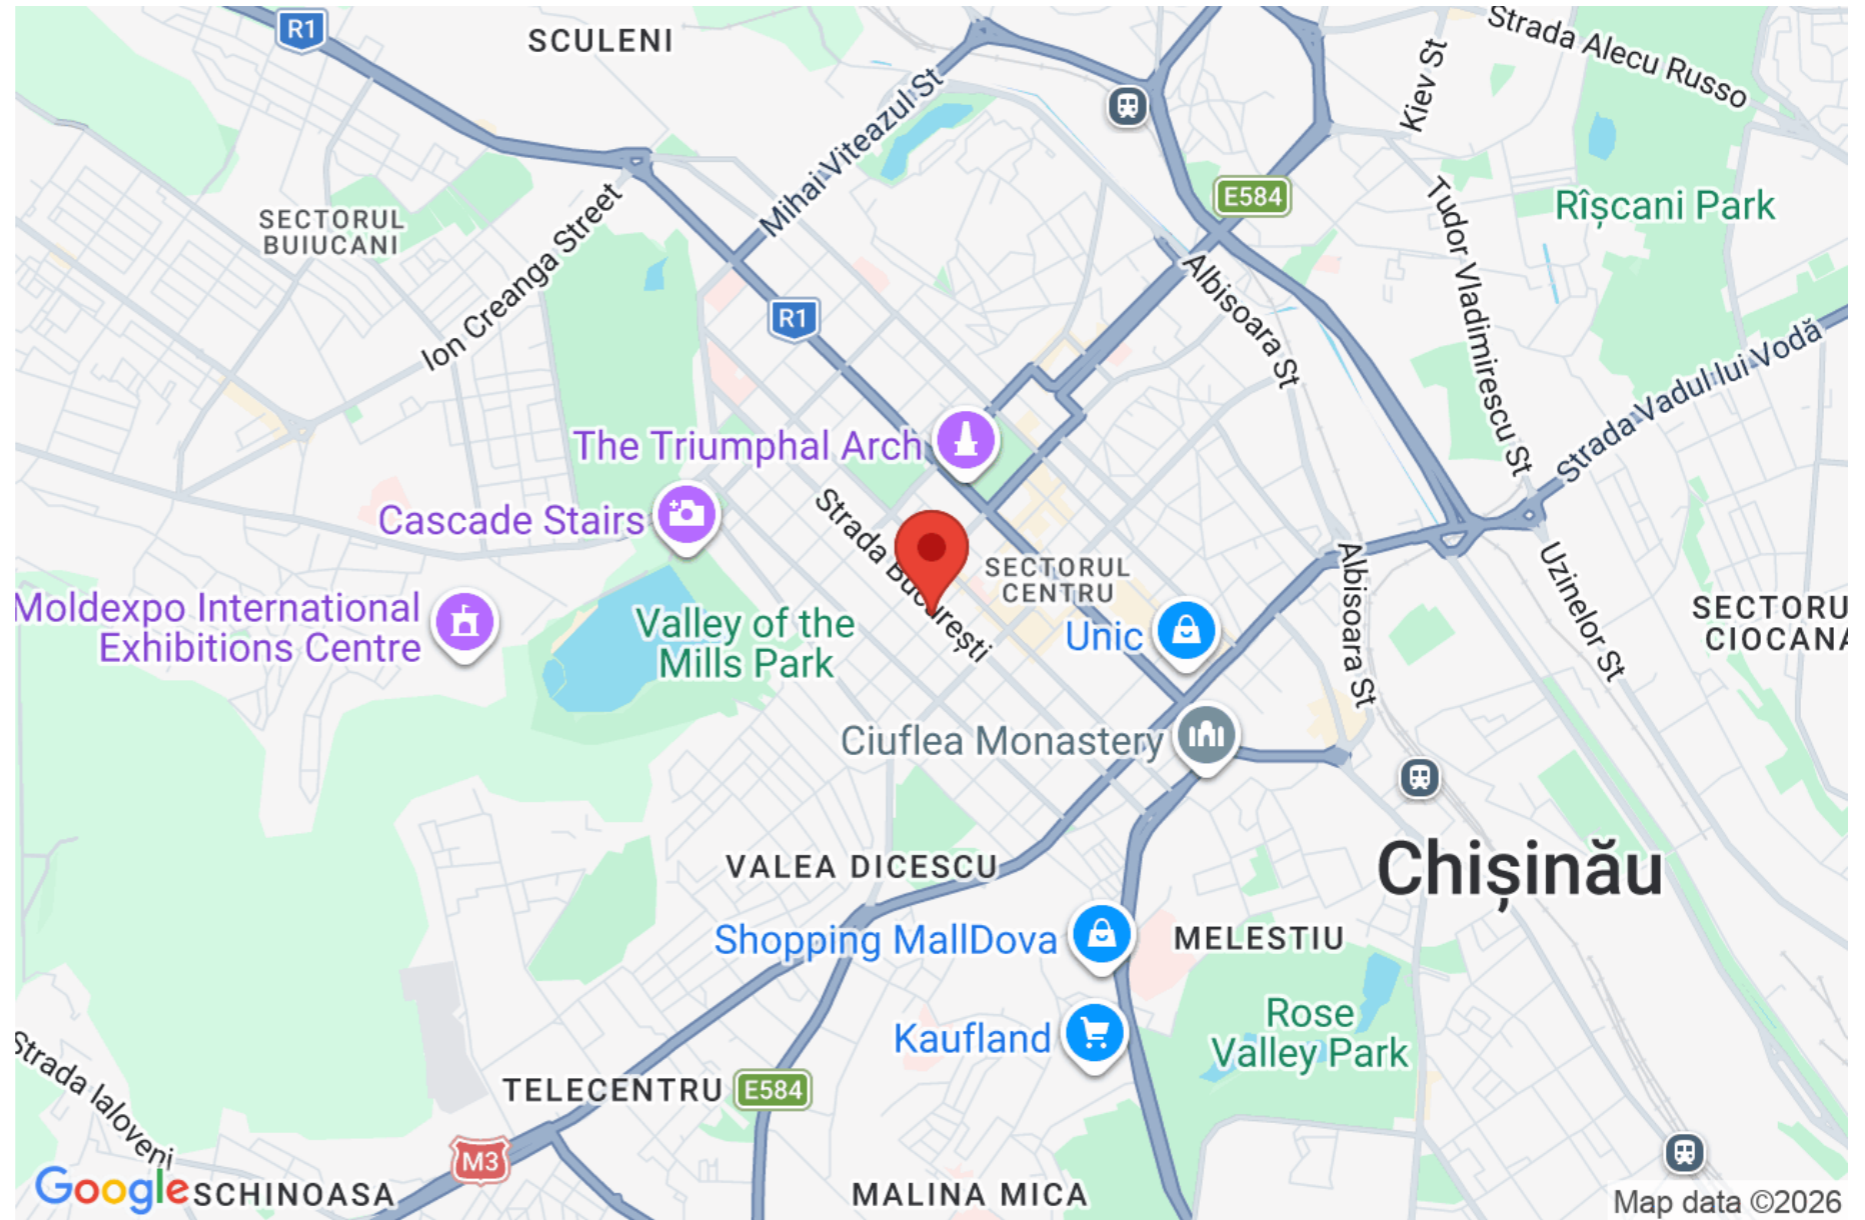 R1
SCULENI
Strada Alecu Russo
Kiev St
Mihai Viteazul St
E584
Rîșcani Park
SECTORUL
BUIUCANI
Ion Creanga Street
Tudor Vladimirescu St
Albisoara St
R1
Strada Vadul lui Vodă
The Triumphal Arch
Cascade Stairs
Strada București
SECTORUL
CENTRU
Albisoara St
Uzinelor St
Moldexpo International
Exhibitions Centre
Valley of the
Mills Park
Unic
SECTORU
CIOCANA
Ciuflea Monastery
VALEA DICESCU
Chișinău
Shopping MallDova
MELESTIU
Rose
Valley Park
Kaufland
Strada Ialoveni
TELECENTRU
E584
M3
Google
SCHINOASA
MALINA MICA
Map data ©2026